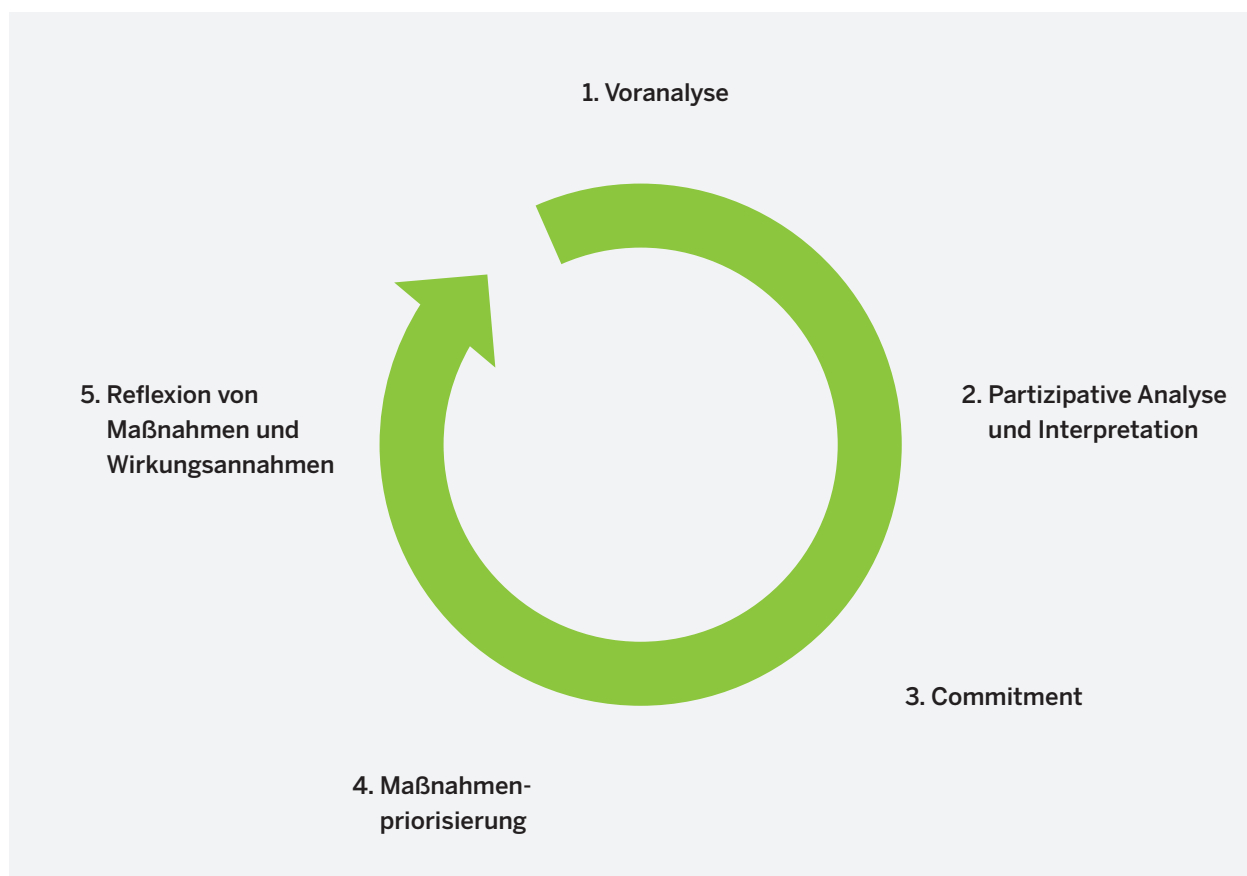 1. Voranalyse
2. Partizipative Analyse
und Interpretation
3. Commitment
4. Maßnahmen-
priorisierung
5. Reflexion von
Maßnahmen und
Wirkungsannahmen